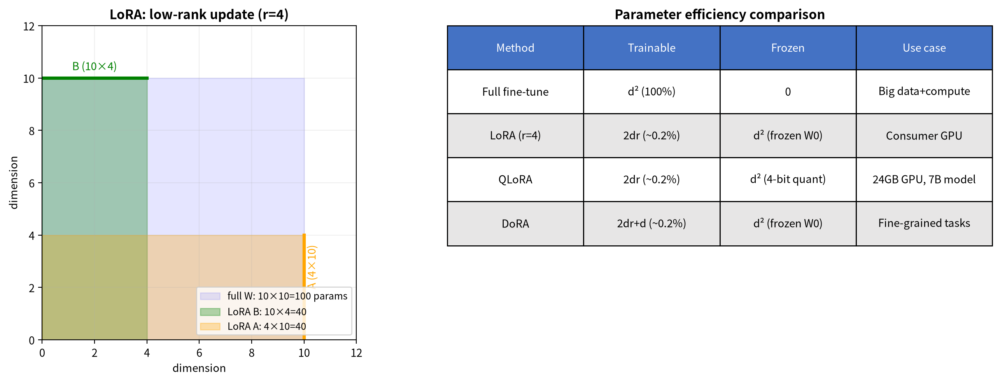 LoRA: low-rank update (r=4)
12
10
8
6
4
2
0
dimension
B (10×4)
A (4×10)
full W: 10×10=100 params
LoRA B: 10×4=40
LoRA A: 4×10=40
0 2 4 6 8 10 12
dimension
Parameter efficiency comparison
Method Trainable Frozen Use case
Full fine-tune d² (100%) 0 Big data+compute
LoRA (r=4) 2dr (~0.2%) d² (frozen W0) Consumer GPU
QLoRA 2dr (~0.2%) d² (4-bit quant) 24GB GPU, 7B model
DoRA 2dr+d (~0.2%) d² (frozen W0) Fine-grained tasks